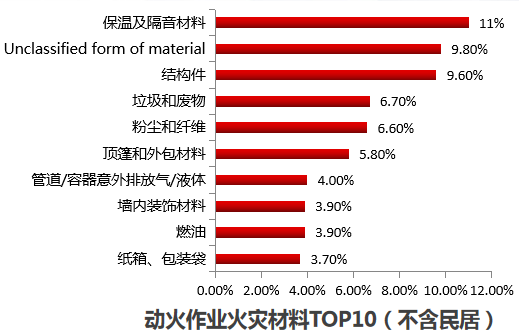 保温及隔音材料 11%
Unclassified form of material 9.80%
结构件 9.60%
垃圾和废物 6.70%
粉尘和纤维 6.60%
顶篷和外包材料 5.80%
管道/容器意外排放气/液体 4.00%
墙内装饰材料 3.90%
燃油 3.90%
纸箱、包装袋 3.70%
0.00% 2.00% 4.00% 6.00% 8.00% 10.00% 12.00%
动火作业火灾材料TOP10（不含民居）